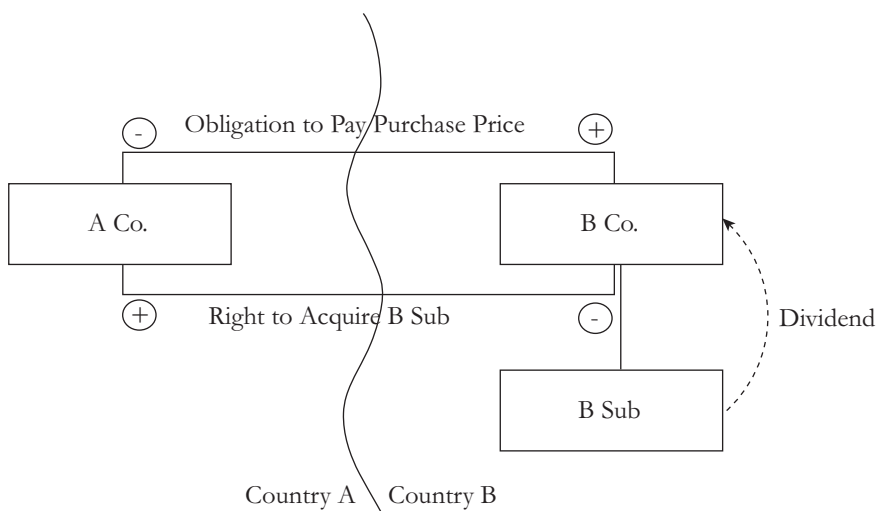 Obligation to Pay Purchase Price
-
+
A Co.
B Co.
+
Right to Acquire B Sub
-
Dividend
B Sub
Country A
Country B